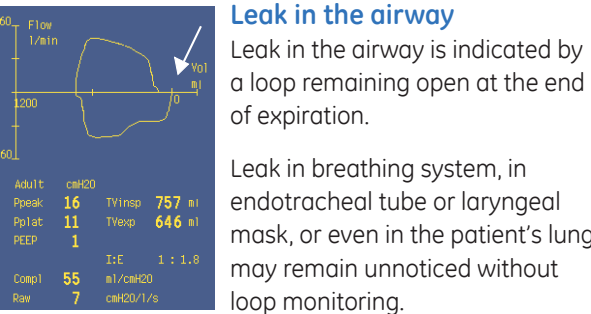 60 Flow
l/min
Vol
ml
1200
0
60
Adult cmH2O
Ppeak 16 TVinsp 757 ml
Pplat 11 TVexp 646 ml
PEEP 1
I:E 1 : 1.8
Compl 55 ml/cmH2O
Raw 7 cmH2O/l/s
Leak in the airway
Leak in the airway is indicated by
a loop remaining open at the end
of expiration.
Leak in breathing system, in
endotracheal tube or laryngeal
mask, or even in the patient's lung
may remain unnoticed without
loop monitoring.